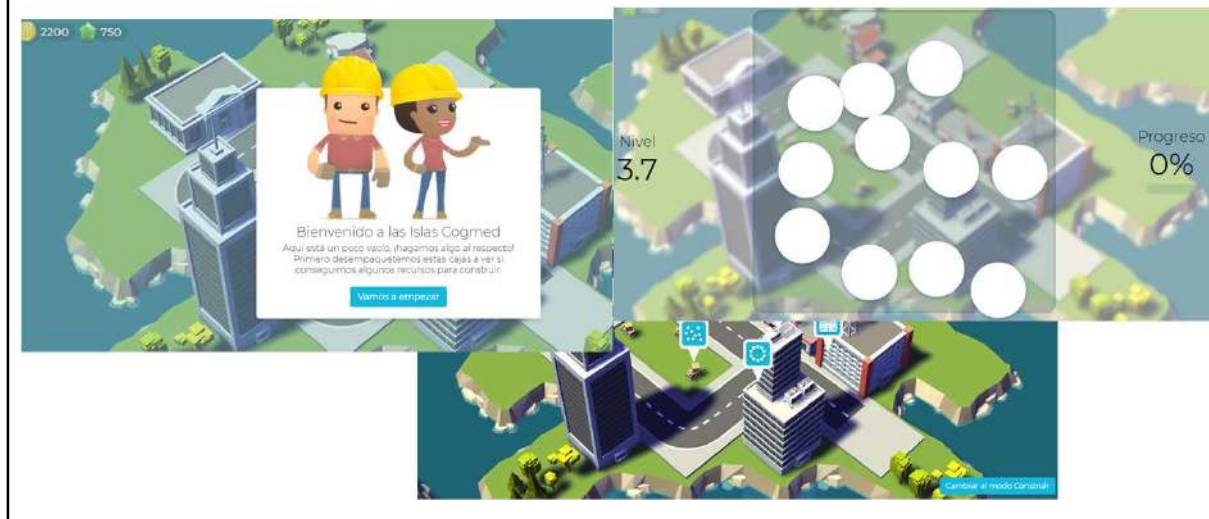 2200 750
Bienvenido a las Islas Cogmed
Aquí está un poco vacío, ¡hagamos algo al respecto!
Primero desempaquetemos estas cajas a ver si
conseguimos algunos recursos para construir.
Vamos a empezar
Nivel
3.7
Progreso
0%
Cambiar al modo Construir